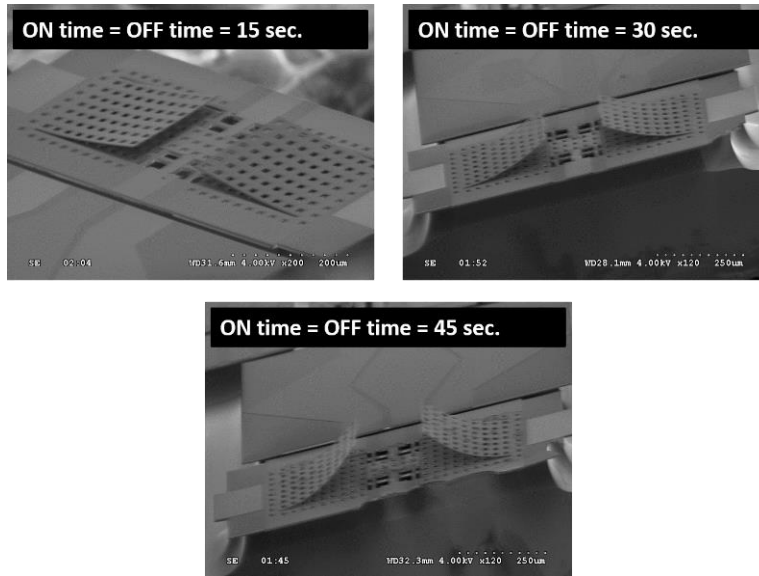 ON time = OFF time = 15 sec.
SE 02:04 WD31.6mm 4.00kV x200 200um
ON time = OFF time = 30 sec.
SE 01:52 WD28.1mm 4.00kV x120 250um
ON time = OFF time = 45 sec.
SE 01:45 WD32.3mm 4.00kV x120 250um